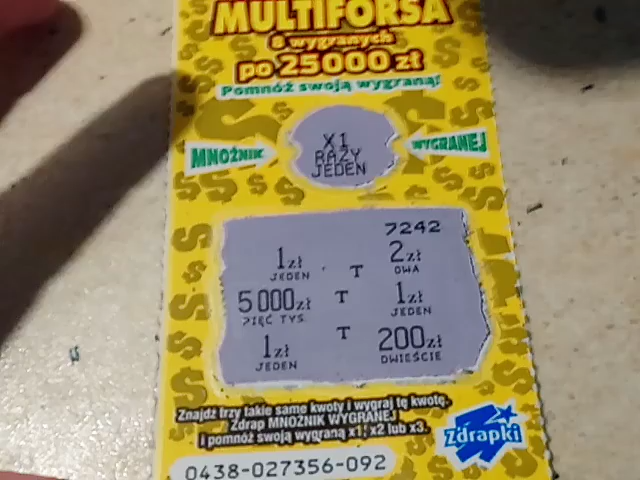 MULTIFORSA
8 wygranych
po 25000 zł
Pomnóż swoją wygraną!
MNOŻNIK
X1
RAZY
JEDEN
WYGRANEJ
7242
1zł 2zł
JEDEN T DWA
5000zł T 1zł
PIĘĆ TYS. JEDEN
1zł T 200zł
JEDEN DWIEŚCIE
Znajdź trzy takie same kwoty i wygraj tę kwotę.
Zdrap MNOŻNIK WYGRANEJ
i pomnóż swoją wygraną x1, x2 lub x3.
Zdrapki
0438-027356-092